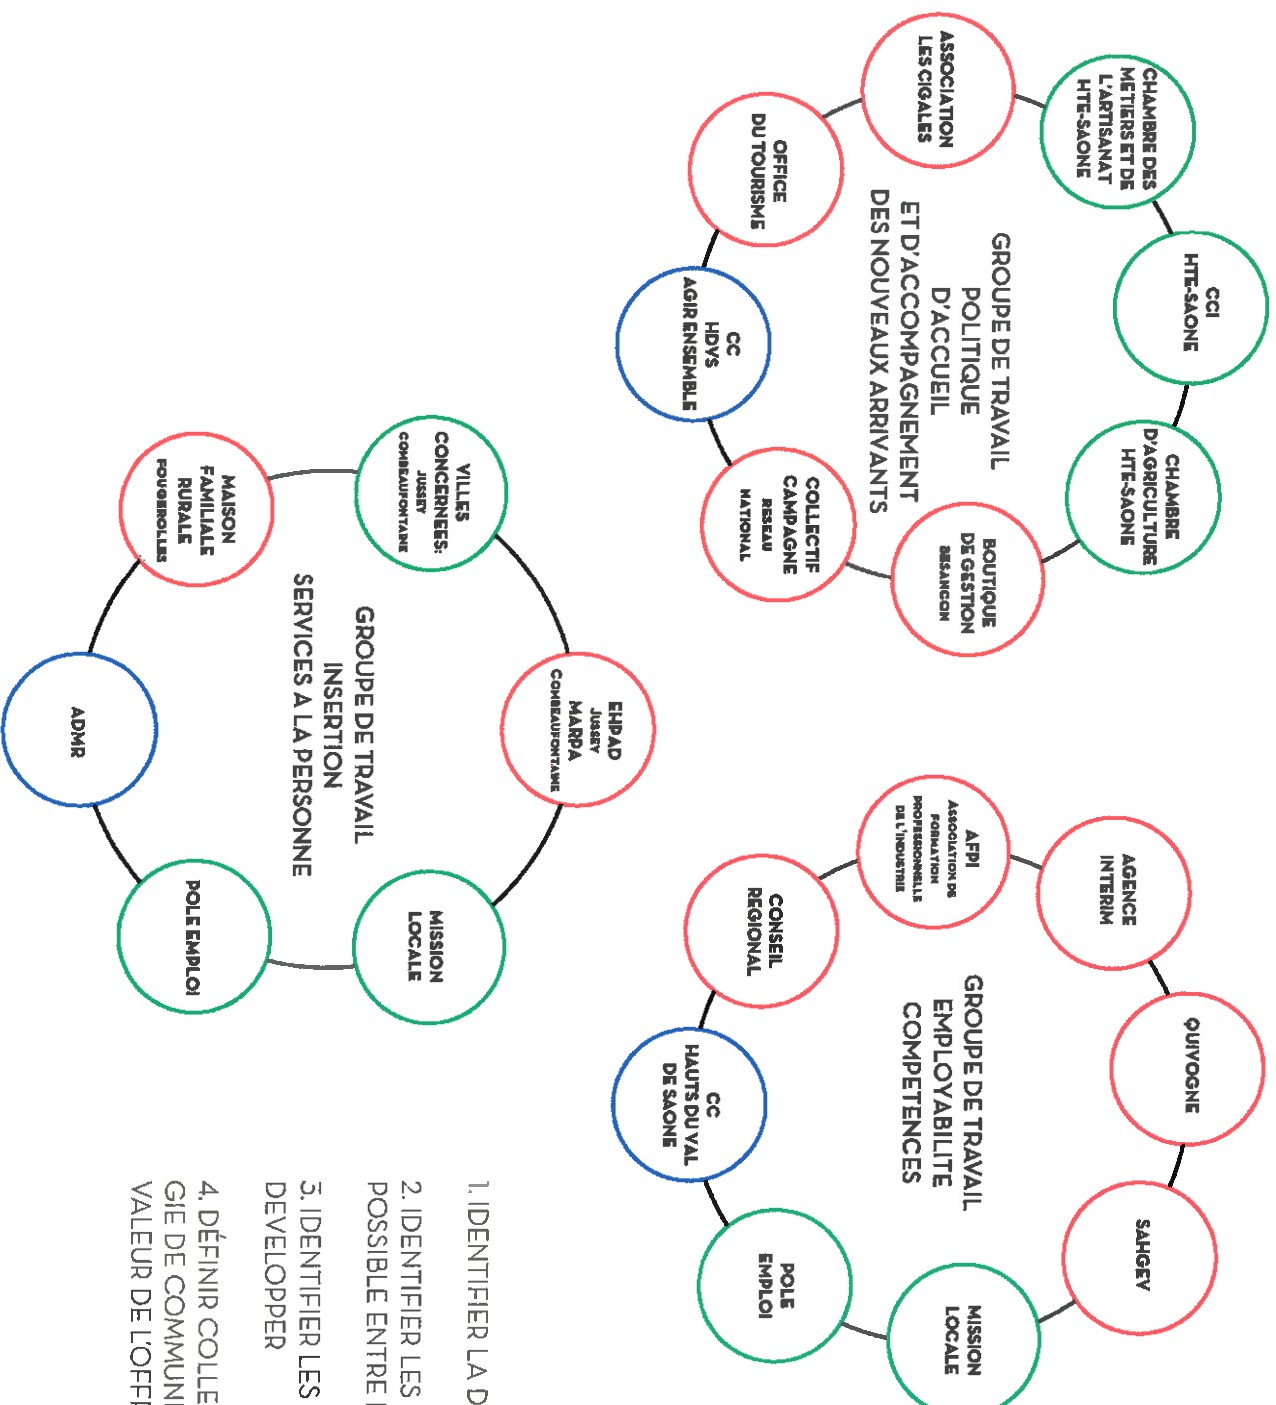 CHAMBRE DES
METIERS ET DE
L'ARTISANAT
HTE-SAONE
CCI
HTE-SAONE
CHAMBRE
D'AGRICULTURE
HTE-SAONE
ASSOCIATION
LES CIGALES
OFFICE
DU TOURISME
CC
HDVS
AGIR ENSEMBLE
COLLECTIF
CAMPAGNE
RESEAU
NATIONAL
BOUTIQUE
DE GESTION
BESANCON
GROUPE DE TRAVAIL
POLITIQUE
D'ACCUEIL
ET D'ACCOMPAGNEMENT
DES NOUVEAUX ARRIVANTS
AGENCE
INTERIM
QUIVOGNE
SAHGEV
AFPI
ASSOCIATION DE
FORMATION
PROFESSIONNELLE
DE L'INDUSTRIE
CONSEIL
REGIONAL
CC
HAUTS DU VAL
DE SAONE
POLE
EMPLOI
MISSION
LOCALE
GROUPE DE TRAVAIL
EMPLOYABILITE
COMPETENCES
EHPAD
JUSSEY
MARPA
COMBEAUFONTAINE
VILLES
CONCERNEES:
JUSSEY
COMBEAUFONTAINE
MAISON
FAMILIALE
RURALE
FOUGEROLLES
ADMR
POLE EMPLOI
MISSION
LOCALE
GROUPE DE TRAVAIL
INSERTION
SERVICES A LA PERSONNE
1. IDENTIFIER LA D
2. IDENTIFIER LES
POSSIBLE ENTRE
3. IDENTIFIER LES
DEVELOPPER
4. DÉFINIR COLLE
GIE DE COMMUNI
VALEUR DE L'OFF